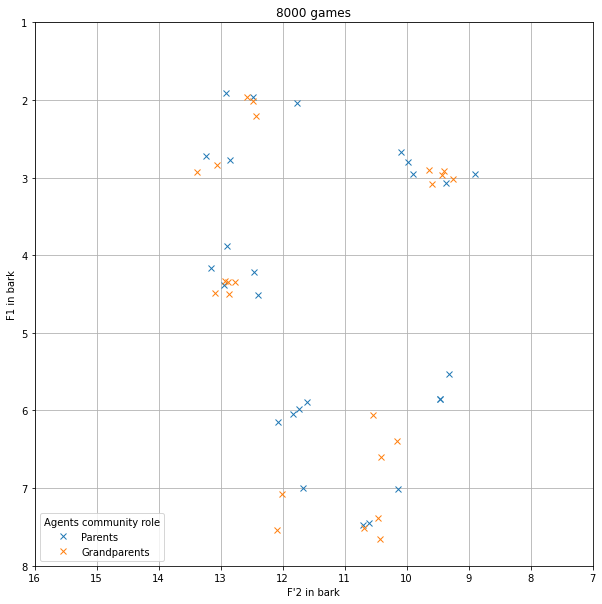 8000 games
1
2
3
4
5
6
7
8
F1 in bark
Agents community role
Parents
Grandparents
16 15 14 13 12 11 10 9 8 7
F'2 in bark